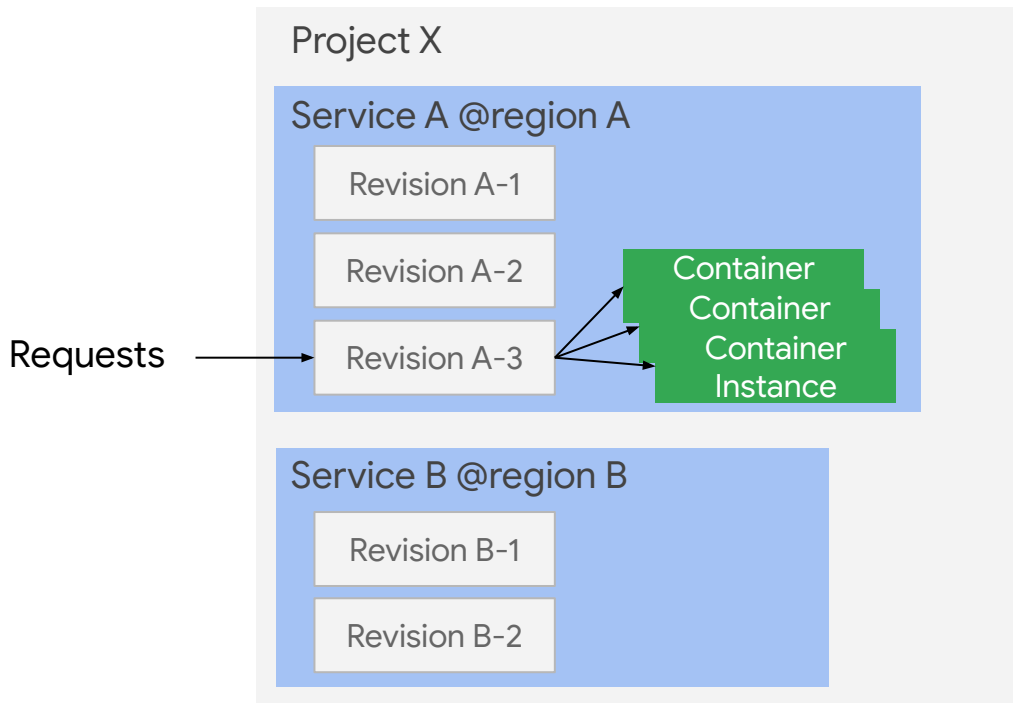 Project X
Service A @region A
Revision A-1
Revision A-2
Container
Container
Requests
Revision A-3
Container
Instance
Service B @region B
Revision B-1
Revision B-2